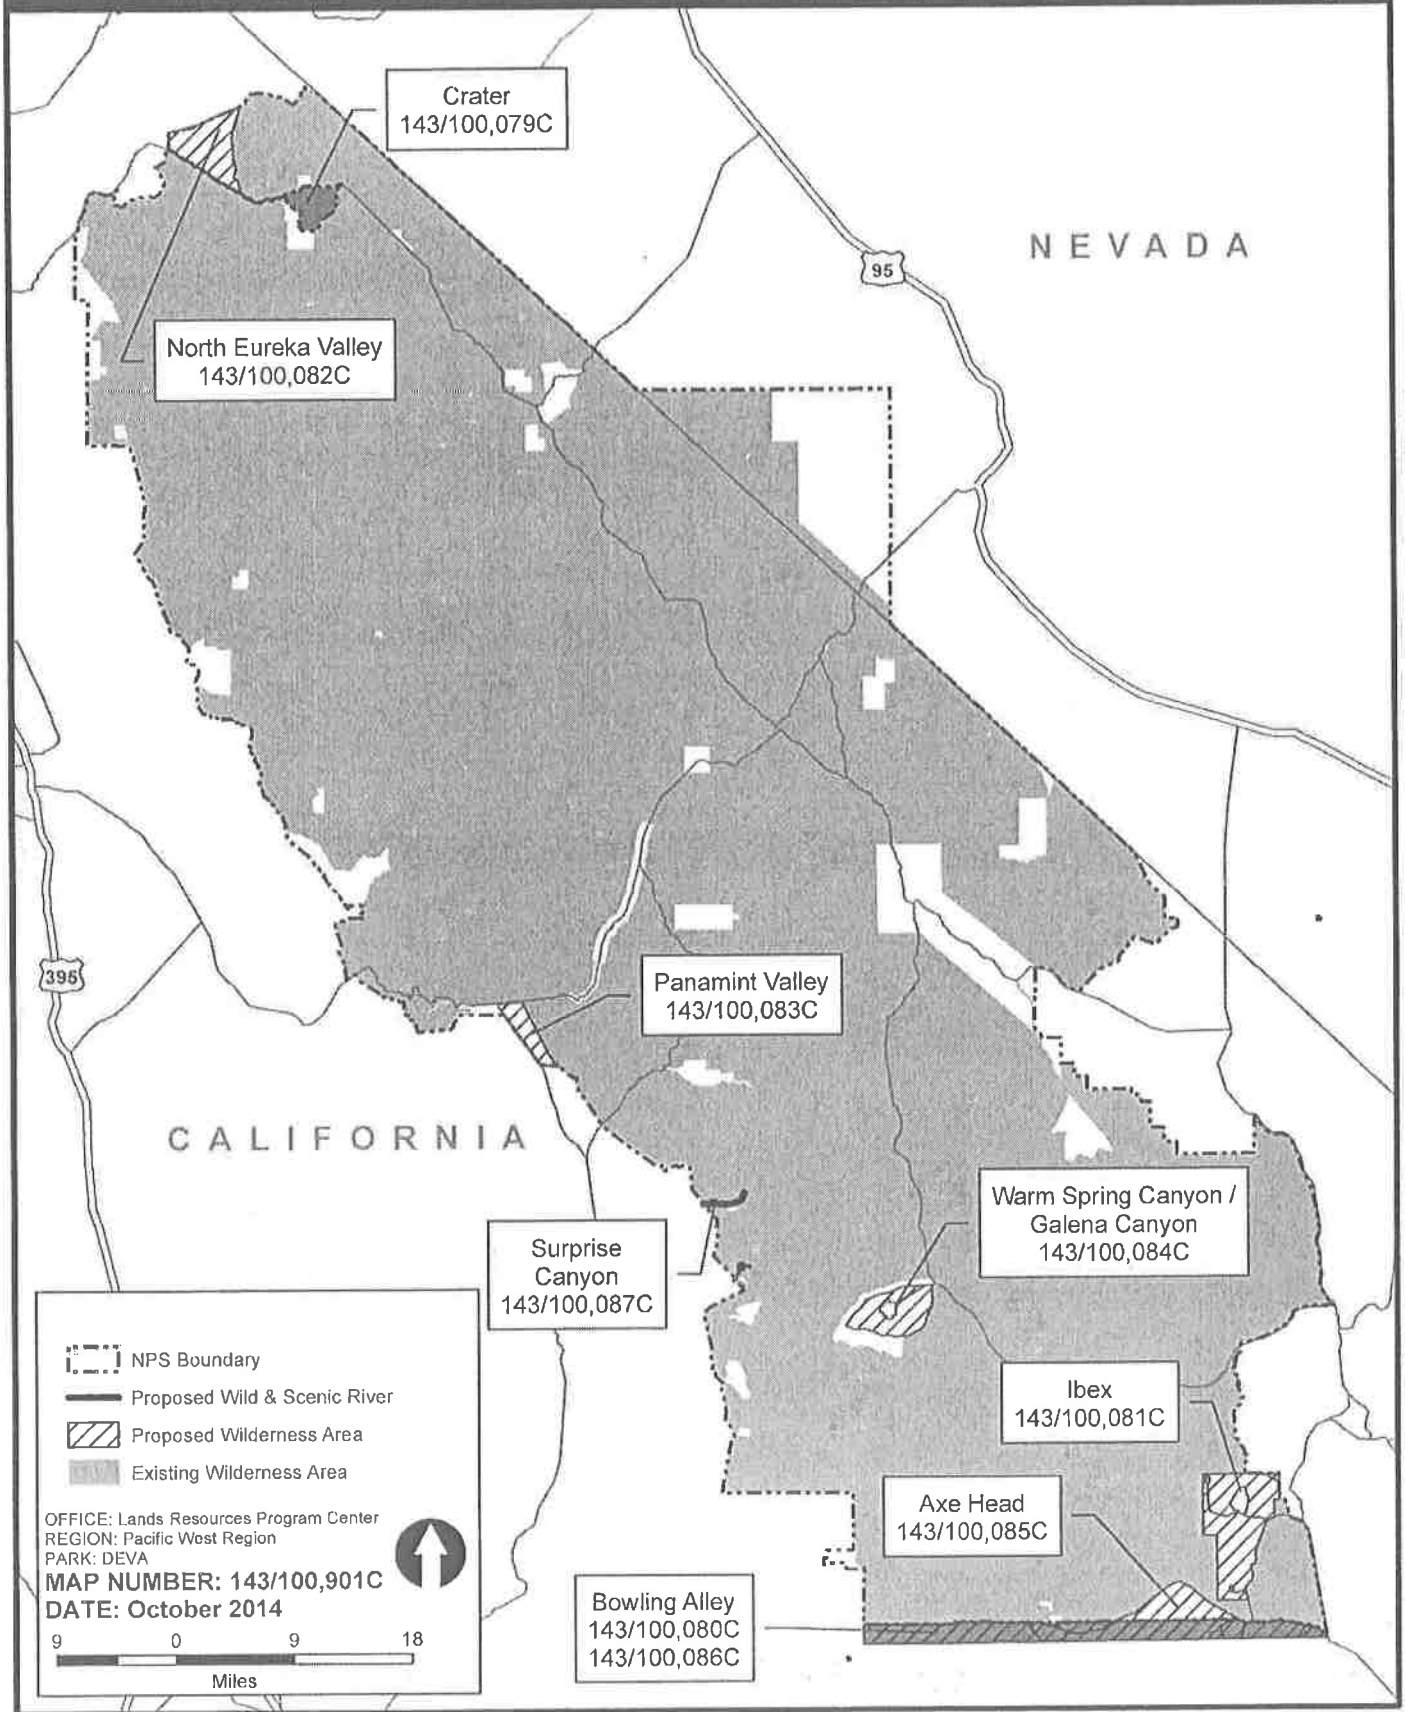 Crater
143/100,079C
NEVADA
95
North Eureka Valley
143/100,082C
395
Panamint Valley
143/100,083C
CALIFORNIA
Warm Spring Canyon /
Galena Canyon
143/100,084C
Surprise
Canyon
143/100,087C
Ibex
143/100,081C
Axe Head
143/100,085C
Bowling Alley
143/100,080C
143/100,086C
NPS Boundary
Proposed Wild & Scenic River
Proposed Wilderness Area
Existing Wilderness Area
OFFICE: Lands Resources Program Center
REGION: Pacific West Region
PARK: DEVA
MAP NUMBER: 143/100,901C
DATE: October 2014
9 0 9 18
Miles